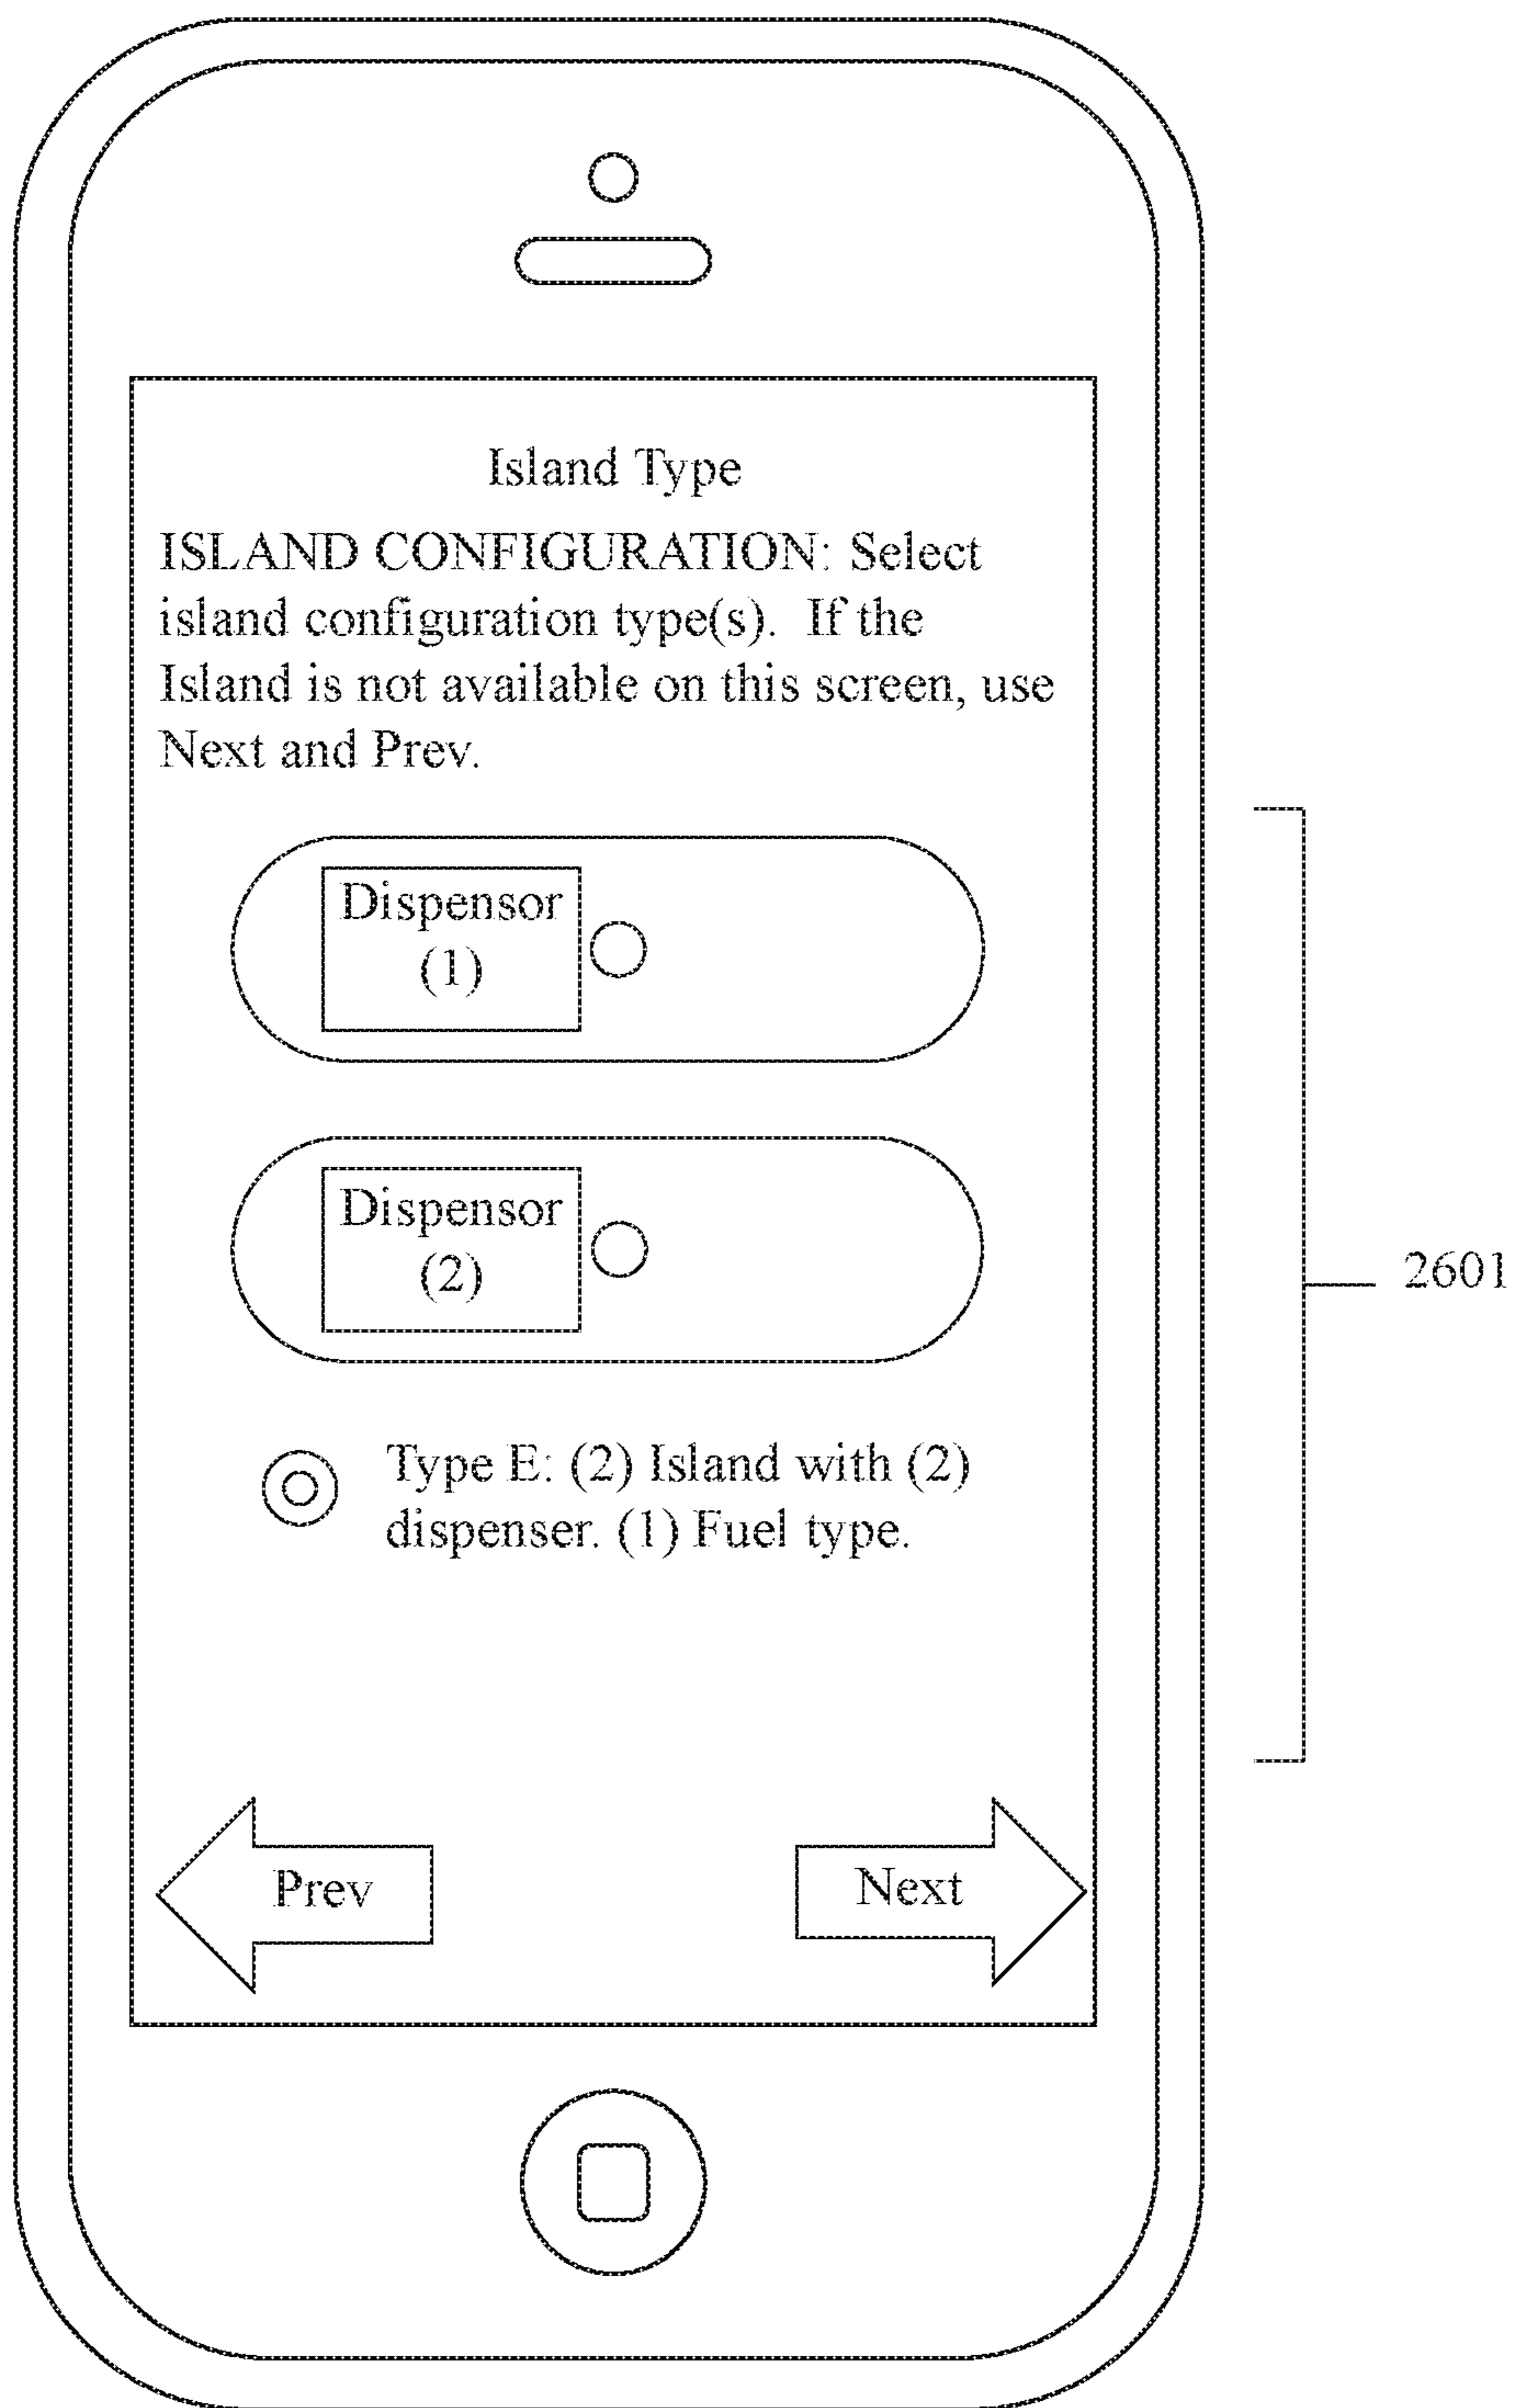 Island Type
ISLAND CONFIGURATION: Select
island configuration type(s).  If the
Island is not available on this screen, use
Next and Prev.
Dispensor
(1)
Dispensor
(2)
2601
Type E: (2) Island with (2)
dispenser. (1) Fuel type.
Prev
Next